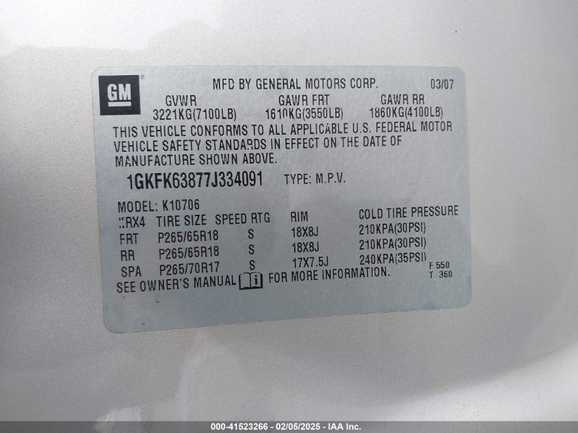 GM
MFD BY GENERAL MOTORS CORP. 03/07
GVWR GAWR FRT GAWR RR
3221KG(7100LB) 1610KG(3550LB) 1860KG(4100LB)
THIS VEHICLE CONFORMS TO ALL APPLICABLE U.S. FEDERAL MOTOR
VEHICLE SAFETY STANDARDS IN EFFECT ON THE DATE OF
MANUFACTURE SHOWN ABOVE.
1GKFK63877J334091 TYPE: M.P.V.
MODEL: K10706
::RX4 TIRE SIZE SPEED RTG RIM COLD TIRE PRESSURE
FRT P265/65R18 S 18X8J 210KPA(30PSI)
RR P265/65R18 S 18X8J 210KPA(30PSI)
SPA P265/70R17 S 17X7.5J 240KPA(35PSI)
SEE OWNER'S MANUAL FOR MORE INFORMATION.
F 550
T 360
000-41523266 - 02/05/2025 - IAA Inc.